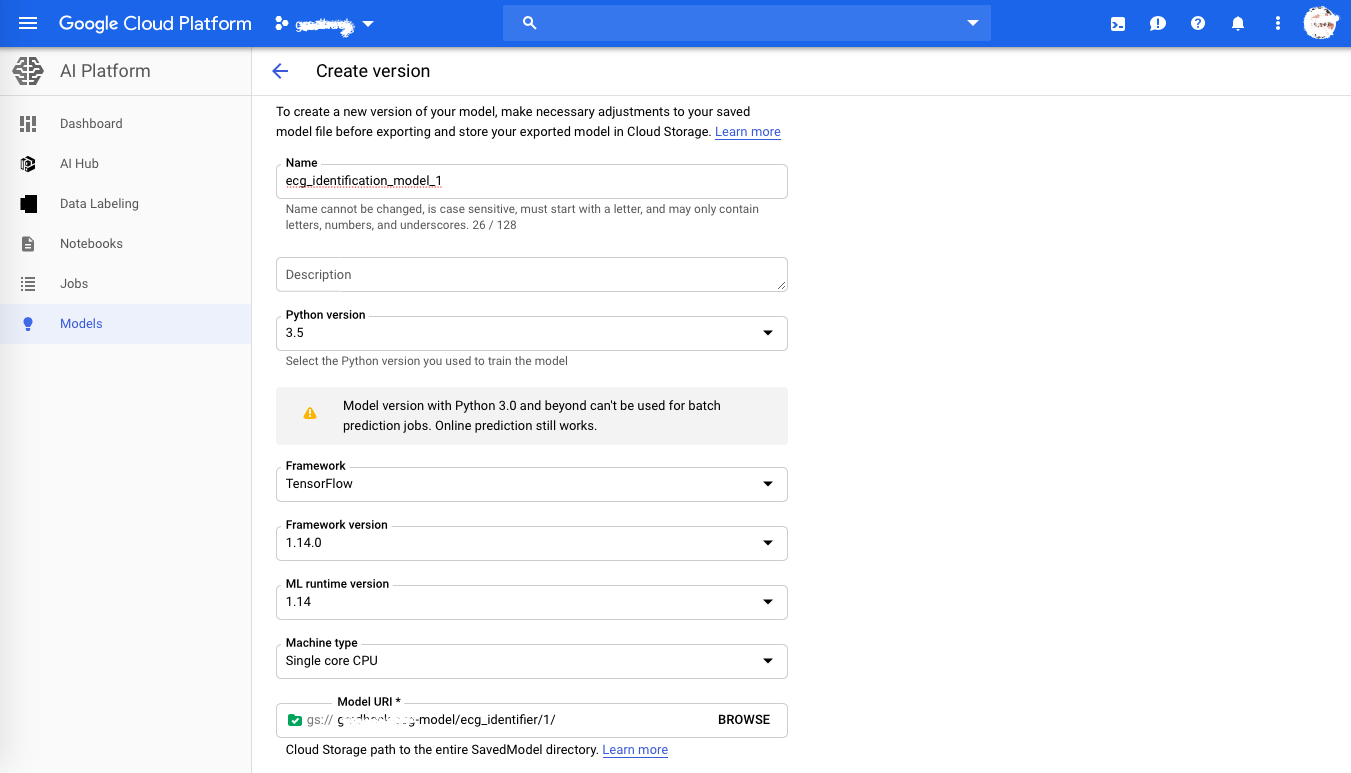 Google Cloud Platform
AI Platform
Dashboard
AI Hub
Data Labeling
Notebooks
Jobs
Models
Create version
To create a new version of your model, make necessary adjustments to your saved
model file before exporting and store your exported model in Cloud Storage. Learn more
Name
ecg_identification_model_1
Name cannot be changed, is case sensitive, must start with a letter, and may only contain
letters, numbers, and underscores. 26 / 128
Description
Python version
3.5
Select the Python version you used to train the model
Model version with Python 3.0 and beyond can't be used for batch
prediction jobs. Online prediction still works.
Framework
TensorFlow
Framework version
1.14.0
ML runtime version
1.14
Machine type
Single core CPU
Model URI *
gs:// -model/ecg_identifier/1/ BROWSE
Cloud Storage path to the entire SavedModel directory. Learn more